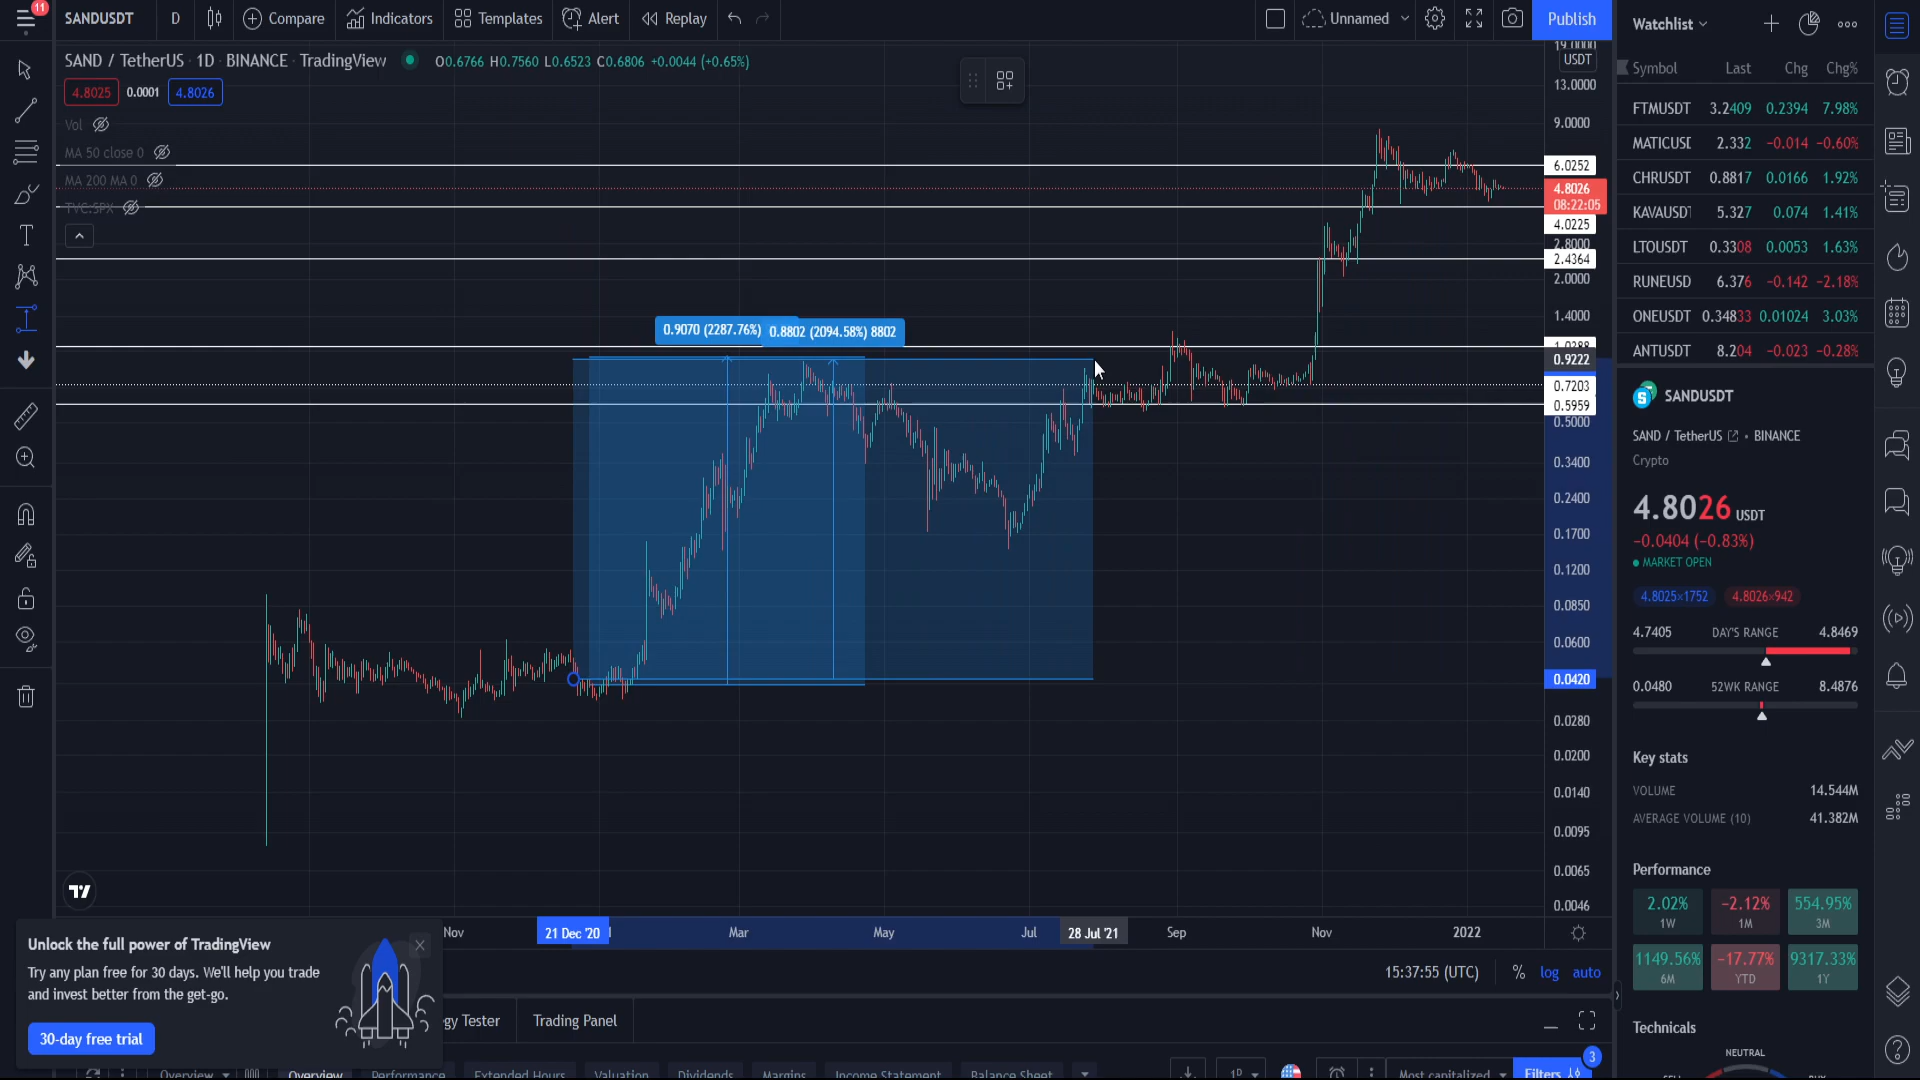 11
SANDUSDT
D
Compare
Indicators
Templates
Alert
Replay
Unnamed
Publish
SAND / TetherUS · 1D · BINANCE · TradingView
O0.6766 H0.7560 L0.6523 C0.6806 +0.0044 (+0.65%)
4.8025
0.0001
4.8026
Vol
MA 50 close 0
MA 200 MA 0
TVC:SPX
0.9070 (2287.76%)
0.8802 (2094.58%) 8802
19.0000
USDT
13.0000
9.0000
6.0252
4.8026
08:22:05
4.0225
2.8000
2.4364
2.0000
1.4000
0.9222
0.7203
0.5959
0.5000
0.3400
0.2400
0.1700
0.1200
0.0850
0.0600
0.0420
0.0280
0.0200
0.0140
0.0095
0.0065
0.0046
Nov
21 Dec '20
Mar
May
Jul
28 Jul '21
Sep
Nov
2022
15:37:55 (UTC)
%
log
auto
Unlock the full power of TradingView
Try any plan free for 30 days. We'll help you trade
and invest better from the get-go.
30-day free trial
gy Tester
Trading Panel
Overview
Overview
Performance
Extended Hours
Valuation
Dividends
Margins
Income Statement
Balance Sheet
1D
Most capitalized
Filters
3
Watchlist
Symbol Last Chg Chg%
FTMUSDT 3.2409 0.2394 7.98%
MATICUSD 2.332 −0.014 −0.60%
CHRUSDT 0.8817 0.0166 1.92%
KAVAUSDT 5.327 0.074 1.41%
LTOUSDT 0.3308 0.0053 1.63%
RUNEUSD 6.376 −0.142 −2.18%
ONEUSDT 0.34833 0.01024 3.03%
ANTUSDT 8.204 −0.023 −0.28%
SANDUSDT
SAND / TetherUS • BINANCE
Crypto
4.8026 USDT
−0.0404 (−0.83%)
MARKET OPEN
4.8025×1752
4.8026×942
4.7405 DAY'S RANGE 4.8469
0.0480 52WK RANGE 8.4876
Key stats
VOLUME 14.544M
AVERAGE VOLUME (10) 41.382M
Performance
2.02% −2.12% 554.95%
1W 1M 3M
1149.56% −17.77% 9317.33%
6M YTD 1Y
Technicals
NEUTRAL